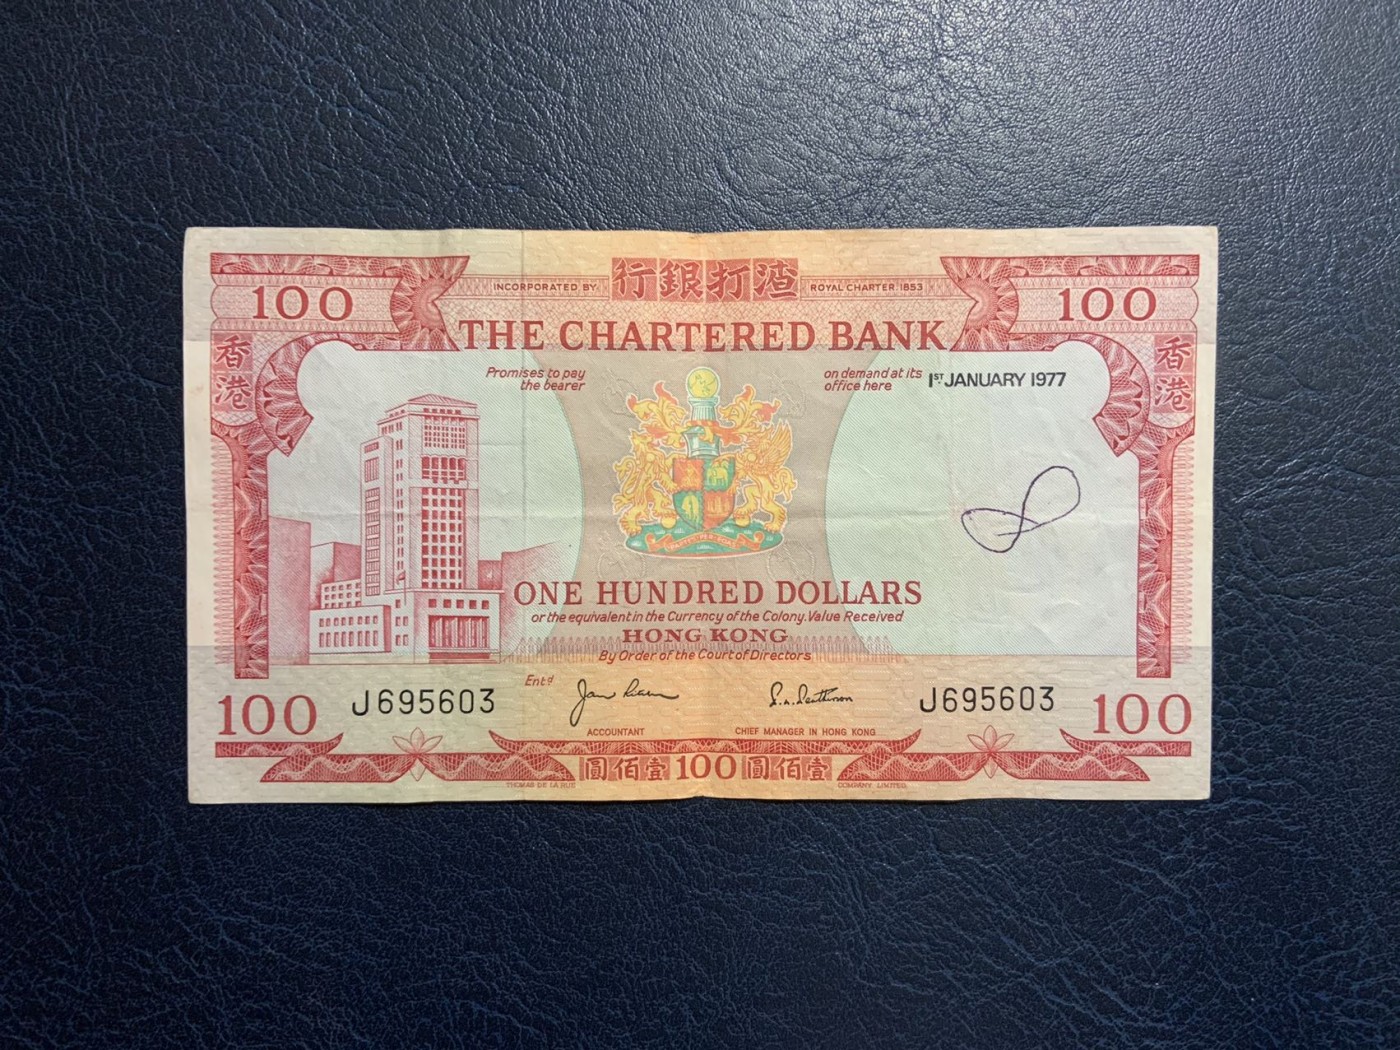 INCORPORATED BY 行銀打渣 ROYAL CHARTER. 1853
100 100
THE CHARTERED BANK
香港 香港
Promises to pay
the bearer
on demand at its
office here
1ST JANUARY 1977
ONE HUNDRED DOLLARS
or the equivalent in the Currency of the Colony. Value Received
HONG KONG
By Order of the Court of Directors
Entd
100 J695603 J695603 100
ACCOUNTANT CHIEF MANAGER IN HONG KONG
圓佰壹 100 圓佰壹
THOMAS DE LA RUE COMPANY LIMITED.